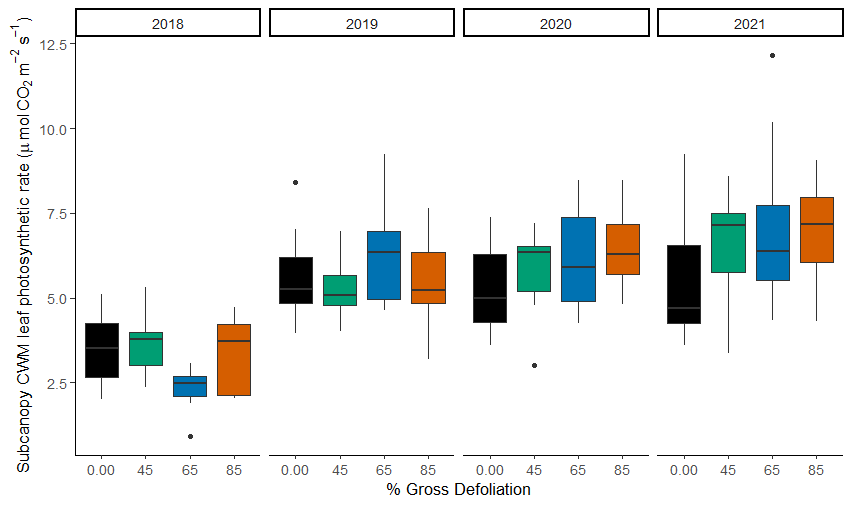 2018 2019 2020 2021
Subcanopy CWM leaf photosynthetic rate (μmol CO₂ m⁻² s⁻¹)
12.5
10.0
7.5
5.0
2.5
0.00 45 65 85 0.00 45 65 85 0.00 45 65 85 0.00 45 65 85
% Gross Defoliation